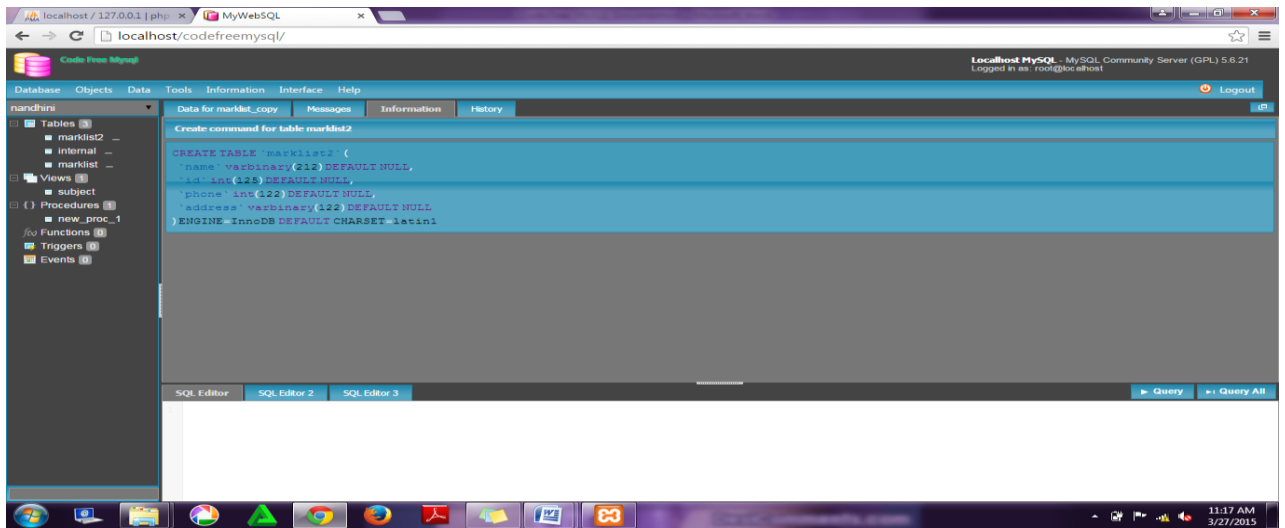 localhost / 127.0.0.1 | php
MyWebSQL
localhost/codefreemysql/
Code Free Mysql
Localhost MySQL - MySQL Community Server (GPL) 5.6.21
Logged in as: root@localhost
Database Objects Data Tools Information Interface Help
Logout
nandhini
Data for marklist_copy Messages Information History
Tables 3
marklist2
internal
marklist
Views 1
subject
{ } Procedures 1
new_proc_1
f(x) Functions 0
Triggers 0
Events 0
Create command for table marklist2
CREATE TABLE `marklist2` (
`name` varbinary(212) DEFAULT NULL,
`id` int(125) DEFAULT NULL,
`phone` int(122) DEFAULT NULL,
`address` varbinary(122) DEFAULT NULL
) ENGINE=InnoDB DEFAULT CHARSET=latin1
SQL Editor SQL Editor 2 SQL Editor 3
Query Query All
11:17 AM
3/27/2015